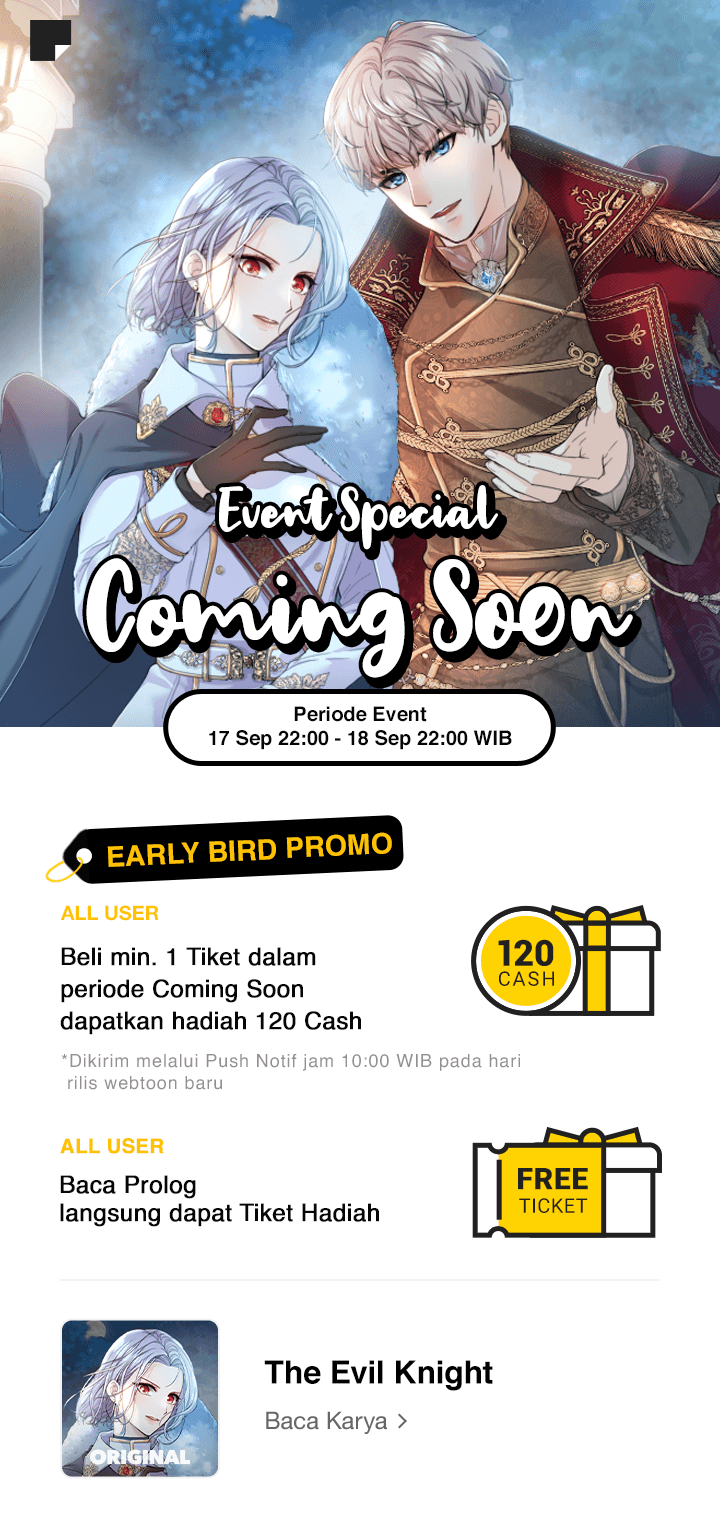 Event Special
Coming Soon
Periode Event
17 Sep 22:00 - 18 Sep 22:00 WIB
EARLY BIRD PROMO
ALL USER
Beli min. 1 Tiket dalam
periode Coming Soon
dapatkan hadiah 120 Cash
120
CASH
*Dikirim melalui Push Notif jam 10:00 WIB pada hari
rilis webtoon baru
ALL USER
Baca Prolog
langsung dapat Tiket Hadiah
FREE
TICKET
ORIGINAL
The Evil Knight
Baca Karya >